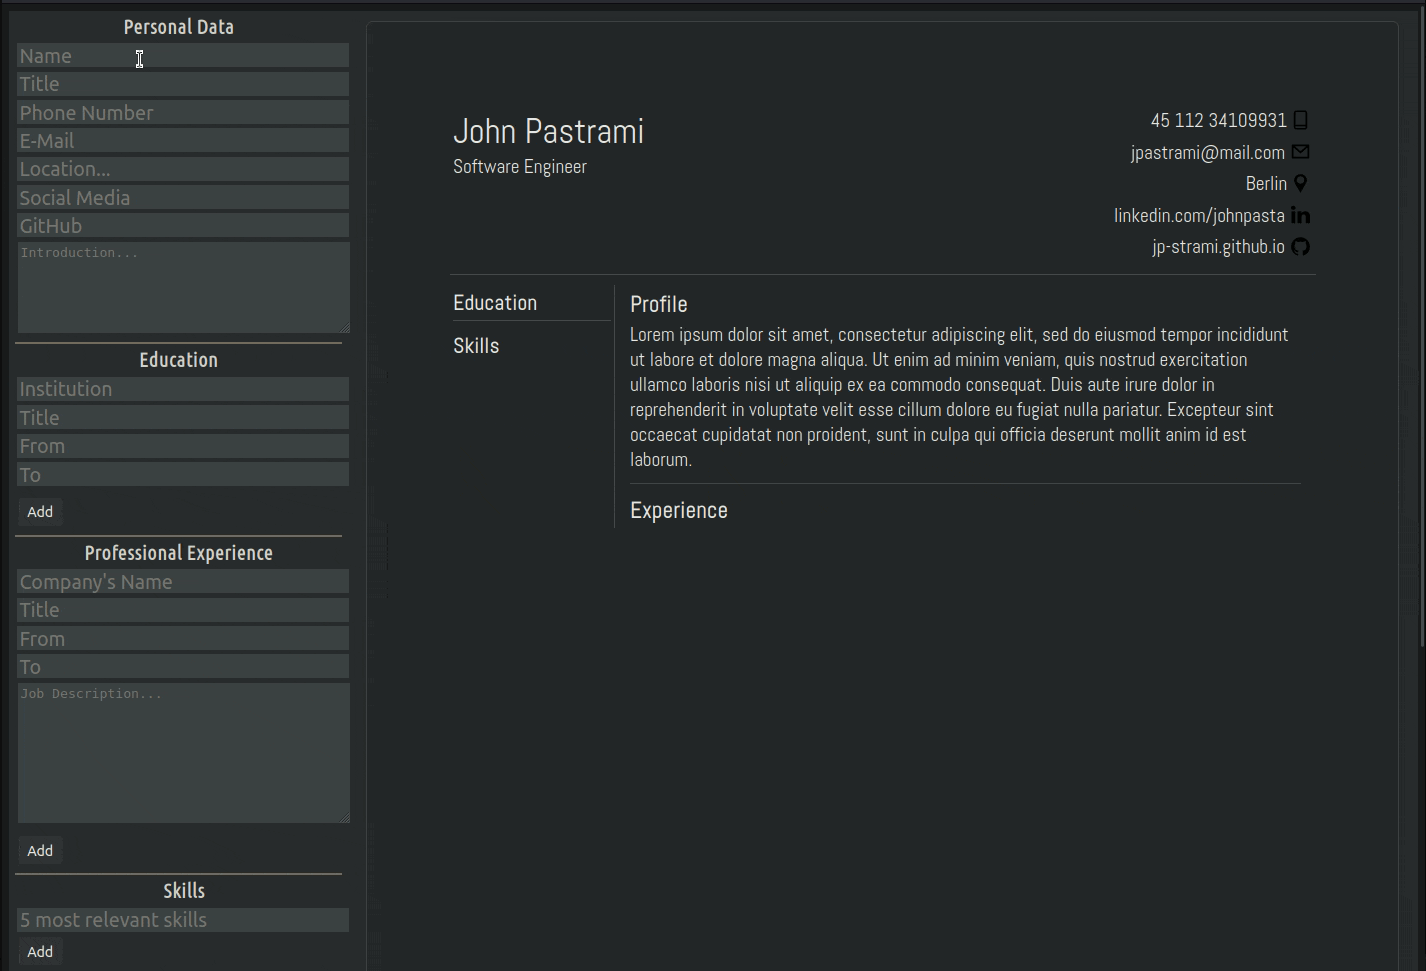 Personal Data
Name
Title
Phone Number
E-Mail
Location...
Social Media
GitHub
Introduction...
Education
Institution
Title
From
To
Add
Professional Experience
Company's Name
Title
From
To
Job Description...
Add
Skills
5 most relevant skills
Add
John Pastrami
Software Engineer
45 112 34109931
jpastrami@mail.com
Berlin
linkedin.com/johnpasta
jp-strami.github.io
Education
Skills
Profile
Lorem ipsum dolor sit amet, consectetur adipiscing elit, sed do eiusmod tempor incididunt
ut labore et dolore magna aliqua. Ut enim ad minim veniam, quis nostrud exercitation
ullamco laboris nisi ut aliquip ex ea commodo consequat. Duis aute irure dolor in
reprehenderit in voluptate velit esse cillum dolore eu fugiat nulla pariatur. Excepteur sint
occaecat cupidatat non proident, sunt in culpa qui officia deserunt mollit anim id est
laborum.
Experience